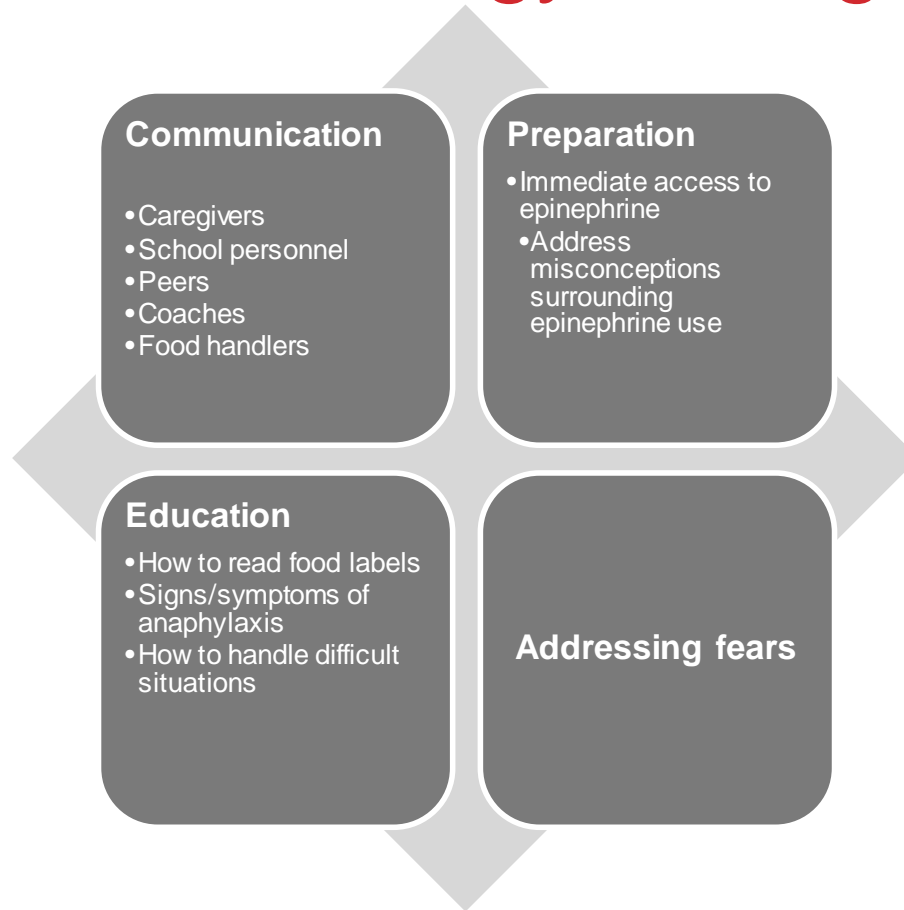 Communication
•Caregivers
•School personnel
•Peers
•Coaches
•Food handlers
Preparation
•Immediate access to
epinephrine
•Address
misconceptions
surrounding
epinephrine use
Education
•How to read food labels
•Signs/symptoms of
anaphylaxis
•How to handle difficult
situations
Addressing fears